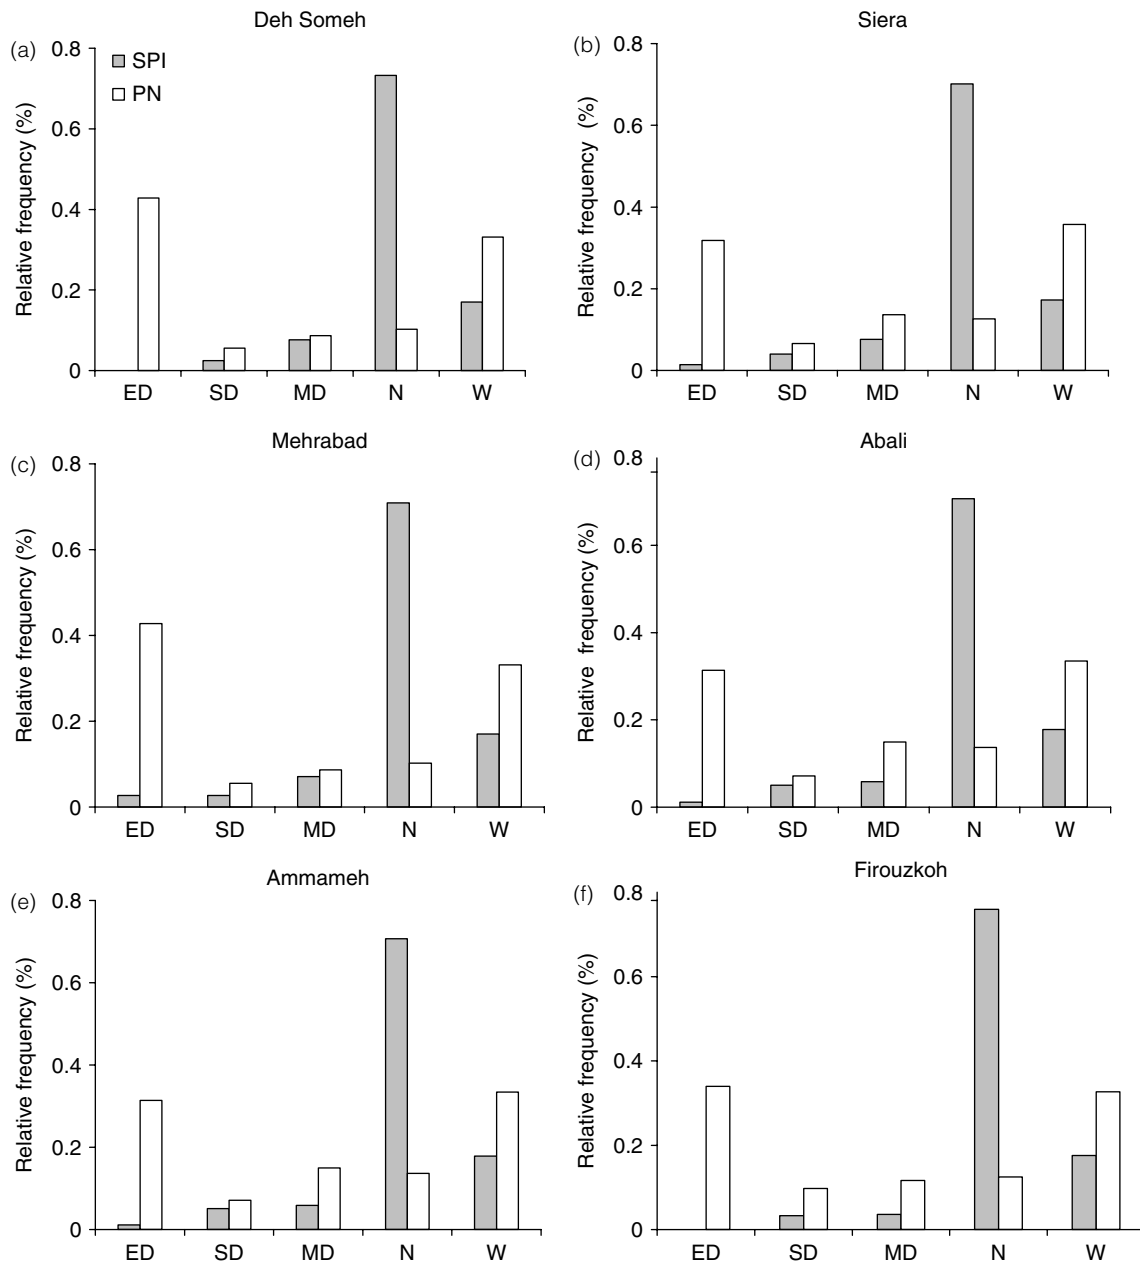 Deh Someh
(a)
SPI
PN
Relative frequency (%)
0.8
0.6
0.4
0.2
0
ED SD MD N W
Siera
(b)
Relative frequency (%)
0.8
0.6
0.4
0.2
0
ED SD MD N W
Mehrabad
(c)
Relative frequency (%)
0.8
0.6
0.4
0.2
0
ED SD MD N W
Abali
(d)
Relative frequency (%)
0.8
0.6
0.4
0.2
0
ED SD MD N W
Ammameh
(e)
Relative frequency (%)
0.8
0.6
0.4
0.2
0
ED SD MD N W
Firouzkoh
(f)
Relative frequency (%)
0.8
0.6
0.4
0.2
0
ED SD MD N W